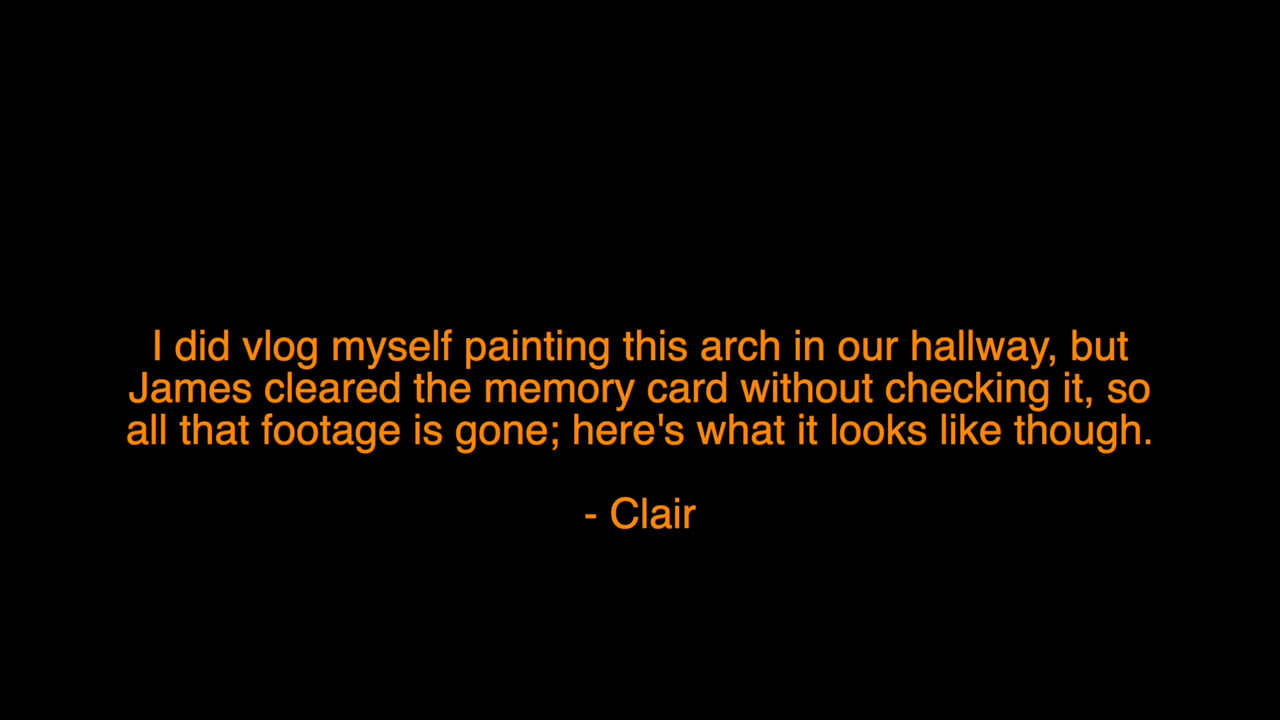 I did vlog myself painting this arch in our hallway, but
James cleared the memory card without checking it, so
all that footage is gone; here's what it looks like though.
- Clair